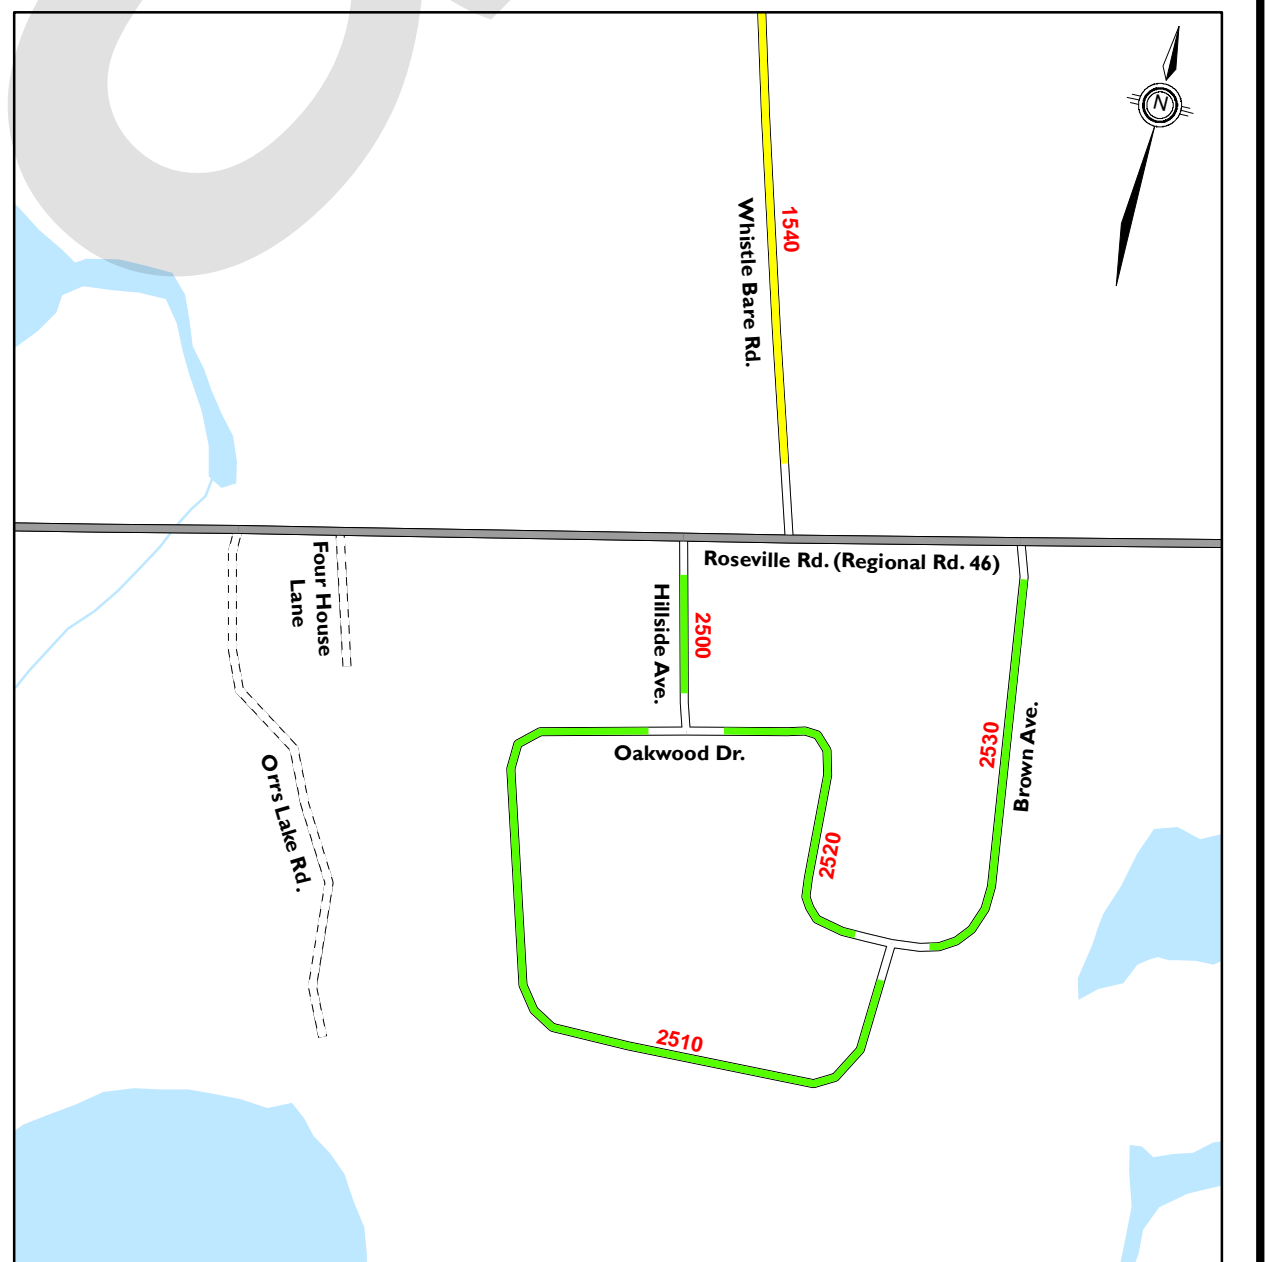 N
1540
Whistle Bare Rd.
Roseville Rd. (Regional Rd. 46)
Four House
Lane
Hillside Ave.
2500
Oakwood Dr.
2530
Brown Ave.
Orrs Lake Rd.
2520
2510